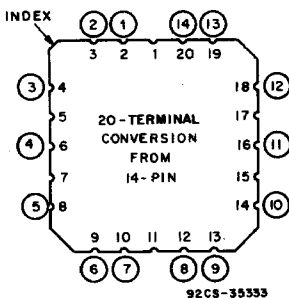 INDEX
2 1 14 13
3 2 1 20 19
3 4 18 12
5 17
20-TERMINAL
4 6 CONVERSION 16 11
FROM
7 14-PIN 15
5 8 14 10
9 10 11 12 13
6 7 8 9
92CS-35333